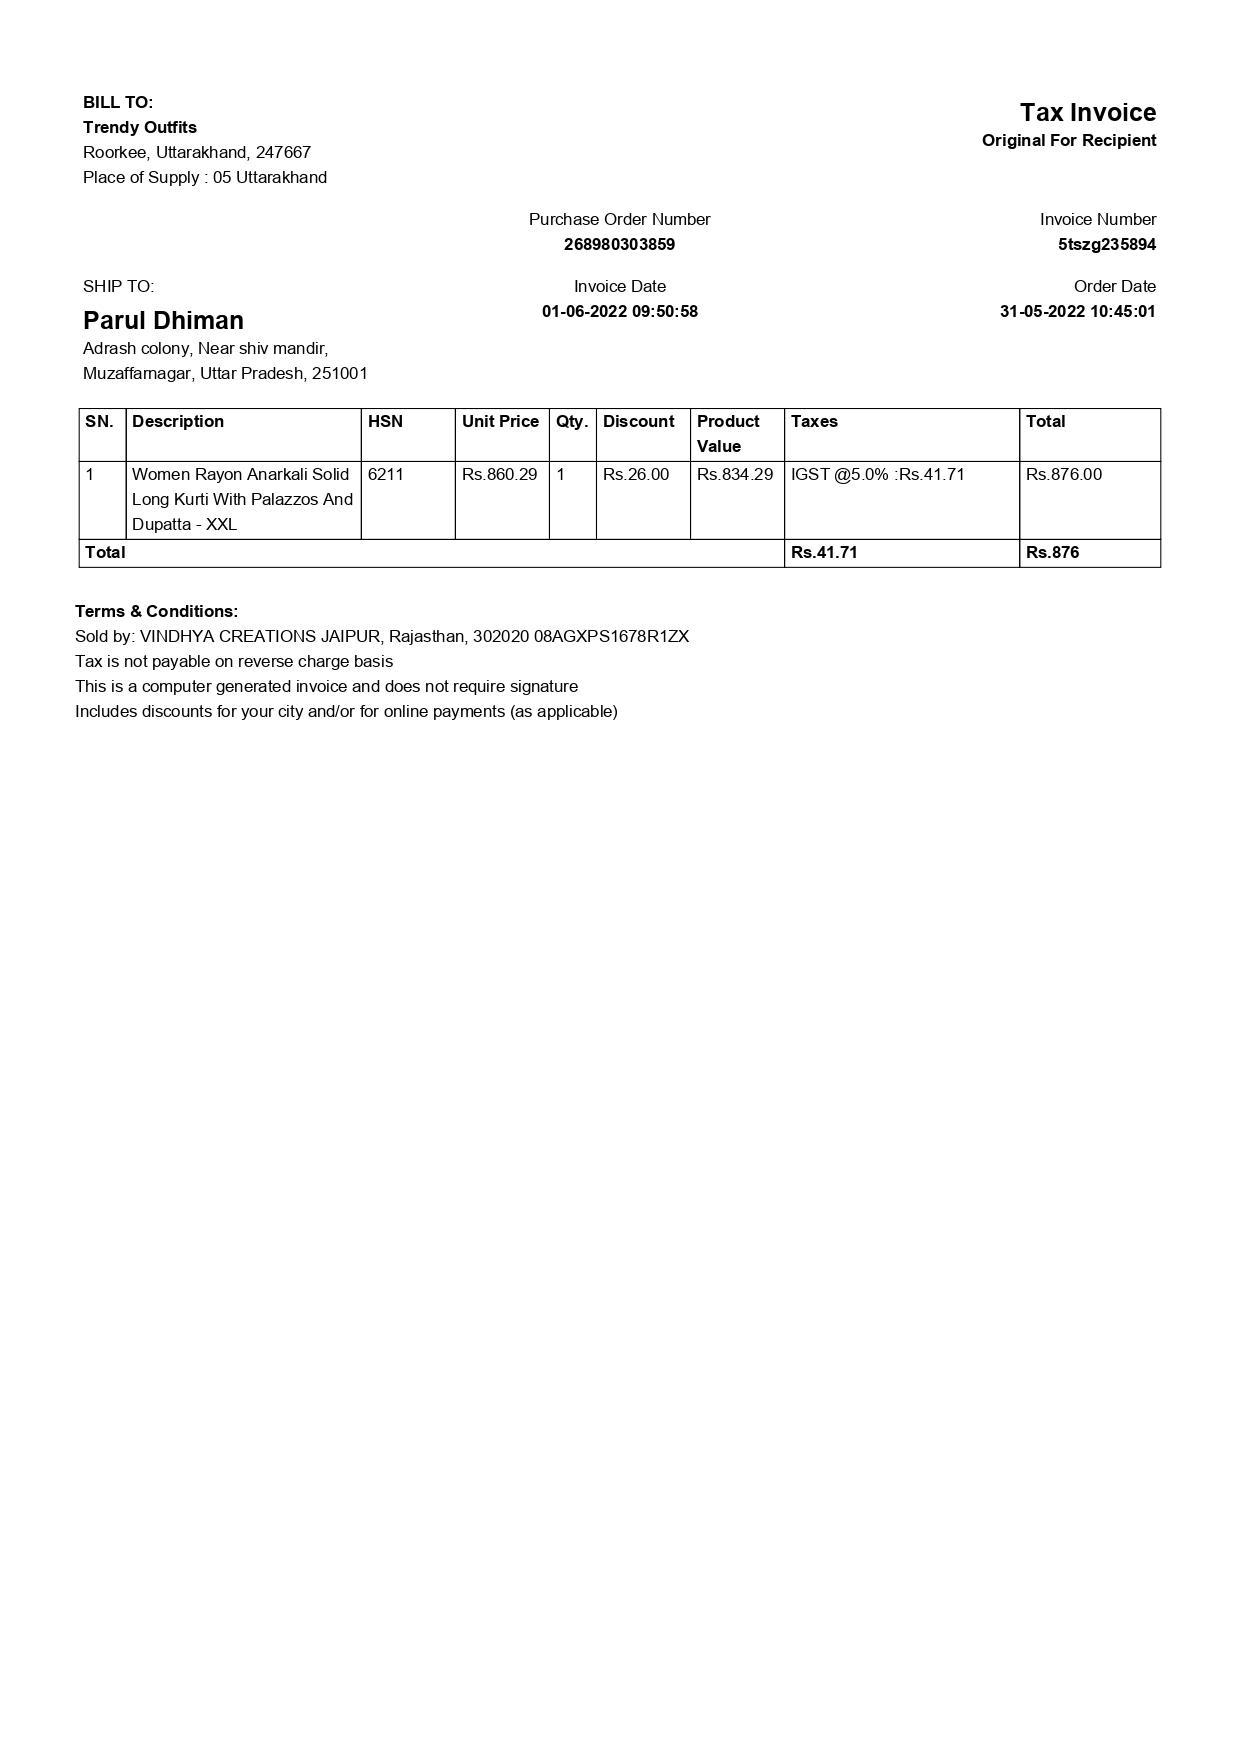 BILL TO:
Trendy Outfits
Roorkee, Uttarakhand, 247667
Place of Supply : 05 Uttarakhand
Tax Invoice
Original For Recipient
Purchase Order Number
268980303859
Invoice Number
5tszg235894
SHIP TO:
Parul Dhiman
Adrash colony, Near shiv mandir,
Muzaffarnagar, Uttar Pradesh, 251001
Invoice Date
01-06-2022 09:50:58
Order Date
31-05-2022 10:45:01
SN. Description HSN Unit Price Qty. Discount Product Value Taxes Total
1 Women Rayon Anarkali Solid 6211 Rs.860.29 1 Rs.26.00 Rs.834.29 IGST @5.0% :Rs.41.71 Rs.876.00
Long Kurti With Palazzos And
Dupatta - XXL
Total Rs.41.71 Rs.876
Terms & Conditions:
Sold by: VINDHYA CREATIONS JAIPUR, Rajasthan, 302020 08AGXPS1678R1ZX
Tax is not payable on reverse charge basis
This is a computer generated invoice and does not require signature
Includes discounts for your city and/or for online payments (as applicable)